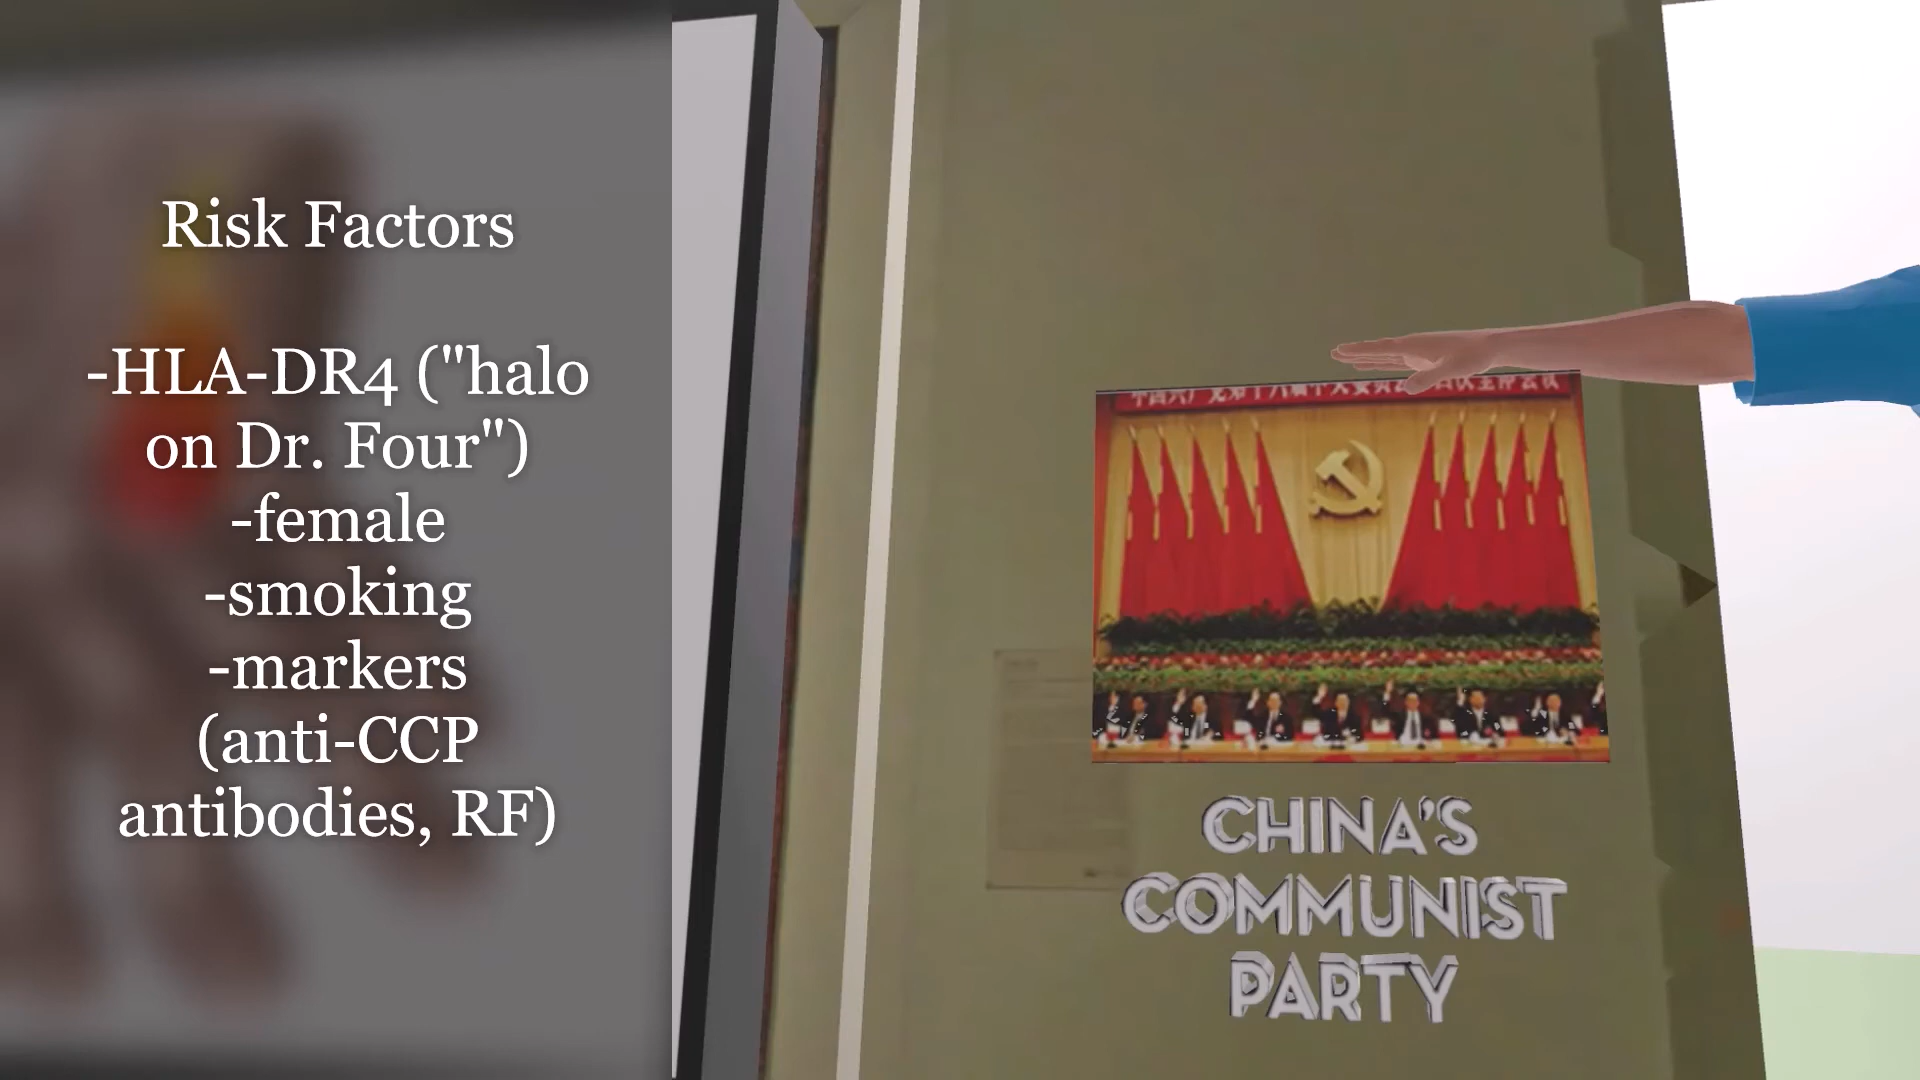 Risk Factors
-HLA-DR4 ("halo
on Dr. Four")
-female
-smoking
-markers
(anti-CCP
antibodies, RF)
CHINA'S
COMMUNIST
PARTY